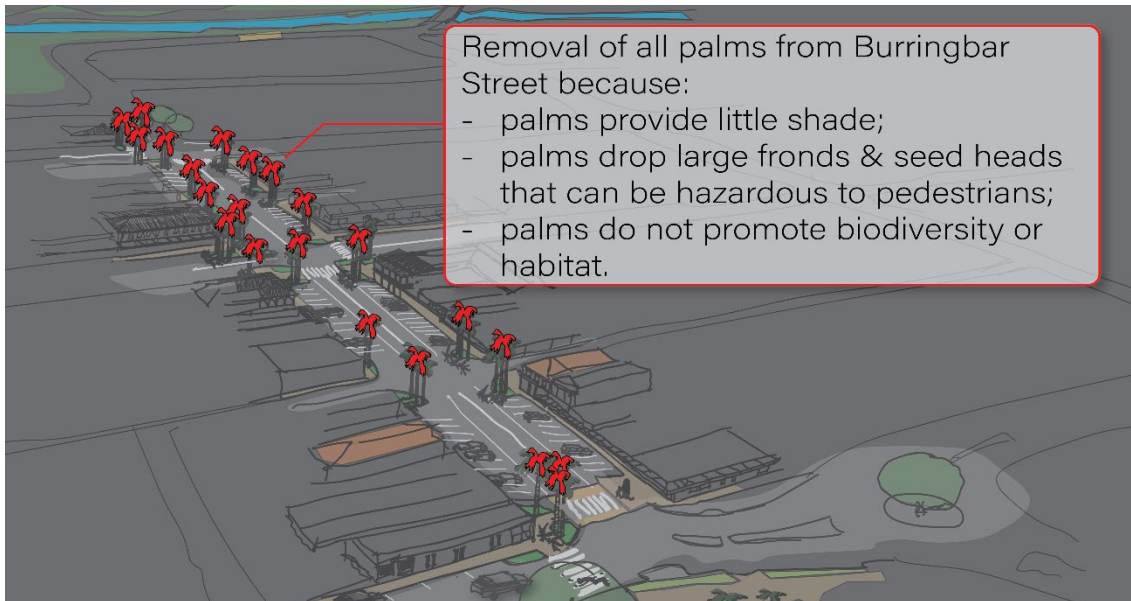 Removal of all palms from Burringbar
Street because:
- palms provide little shade;
- palms drop large fronds & seed heads
that can be hazardous to pedestrians;
- palms do not promote biodiversity or
habitat.